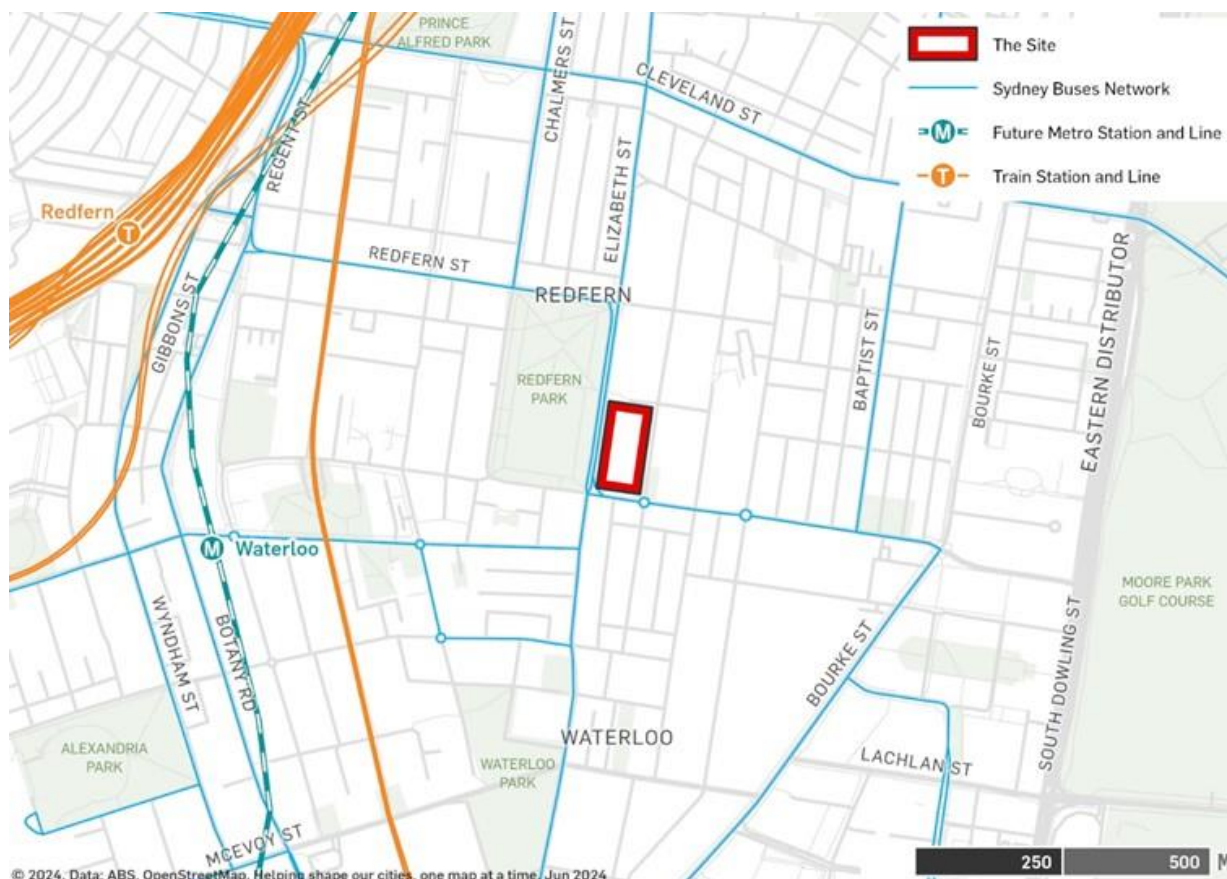 PRINCE
ALFRED PARK
CHALMERS ST
CLEVELAND ST
The Site
Sydney Buses Network
M
Future Metro Station and Line
T
Train Station and Line
REGENT ST
ELIZABETH ST
Redfern
T
REDFERN ST
REDFERN
GIBBONS ST
REDFERN
PARK
BAPTIST ST
BOURKE ST
EASTERN DISTRIBUTOR
M
Waterloo
MOORE PARK
GOLF COURSE
WYNDHAM ST
BOTANY RD
BOURKE ST
SOUTH DOWLING ST
ALEXANDRIA
PARK
WATERLOO
PARK
WATERLOO
LACHLAN ST
MCEVOY ST
250
500
M
© 2024. Data: ABS, OpenStreetMap. Helping shape our cities, one map at a time, Jun 2024